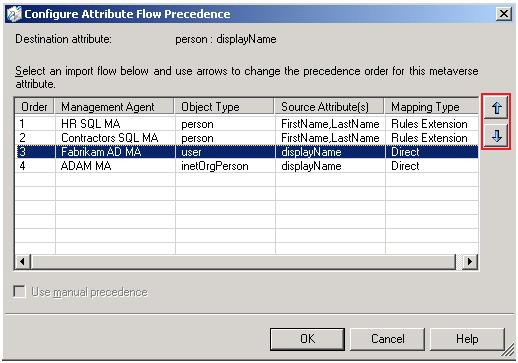 Configure Attribute Flow Precedence
Destination attribute: person : displayName
Select an import flow below and use arrows to change the precedence order for this metaverse
attribute.
Order Management Agent Object Type Source Attribute(s) Mapping Type
1 HR SQL MA person FirstName,LastName Rules Extension
2 Contractors SQL MA person FirstName,LastName Rules Extension
3 Fabrikam AD MA user displayName Direct
4 ADAM MA inetOrgPerson displayName Direct
Use manual precedence
OK Cancel Help